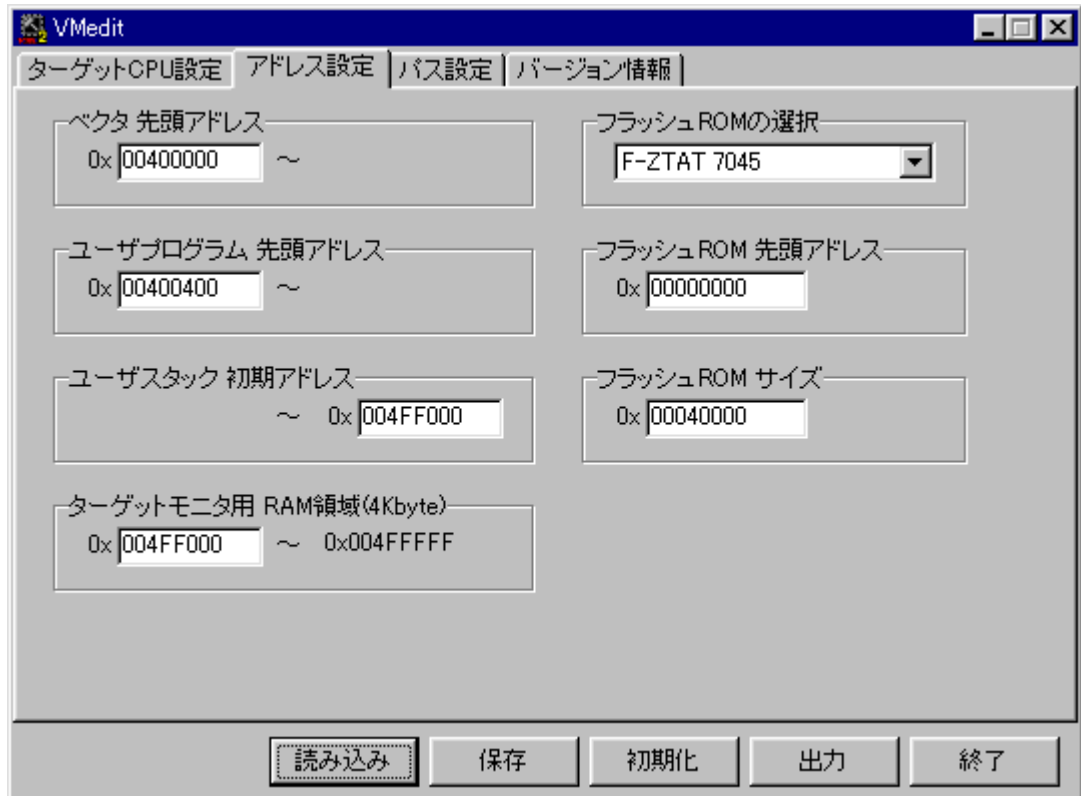 VMedit
ターゲットCPU設定 アドレス設定 パス設定 バージョン情報
ベクタ 先頭アドレス
0x 00400000 ～
フラッシュROMの選択
F-ZTAT 7045
ユーザプログラム 先頭アドレス
0x 00400400 ～
フラッシュROM 先頭アドレス
0x 00000000
ユーザスタック 初期アドレス
～ 0x 004FF000
フラッシュROM サイズ
0x 00040000
ターゲットモニタ用 RAM領域(4Kbyte)
0x 004FF000 ～ 0x004FFFFF
読み込み 保存 初期化 出力 終了